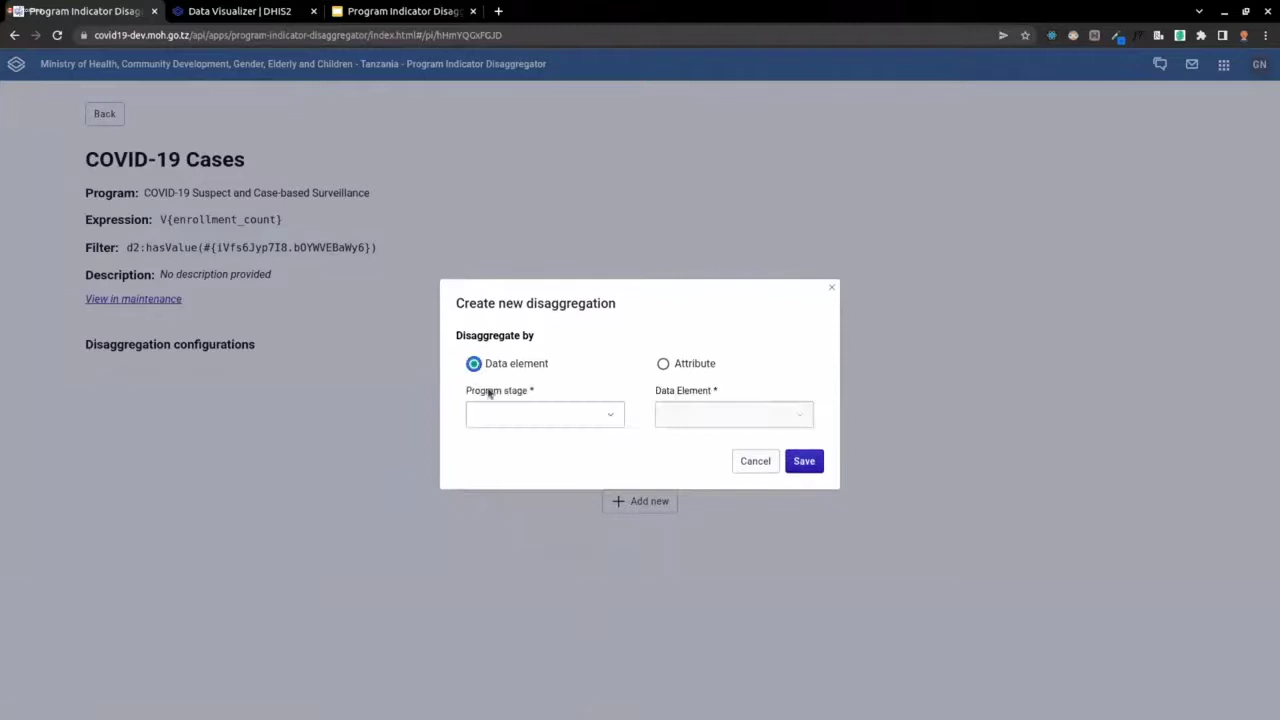 Program Indicator Disag
Data Visualizer | DHIS2
Program Indicator Disag
covid19-dev.moh.go.tz/api/apps/program-indicator-disaggregator/index.html#/pi/hHmYQGxFGJD
Ministry of Health, Community Development, Gender, Elderly and Children - Tanzania - Program Indicator Disaggregator
GN
Back
COVID-19 Cases
Program: COVID-19 Suspect and Case-based Surveillance
Expression: V{enrollment_count}
Filter: d2:hasValue(#{iVfs6Jyp7I8.bOYWVEBaWy6})
Description: No description provided
View in maintenance
Disaggregation configurations
Create new disaggregation
Disaggregate by
Data element
Attribute
Program stage *
Data Element *
Cancel
Save
Add new